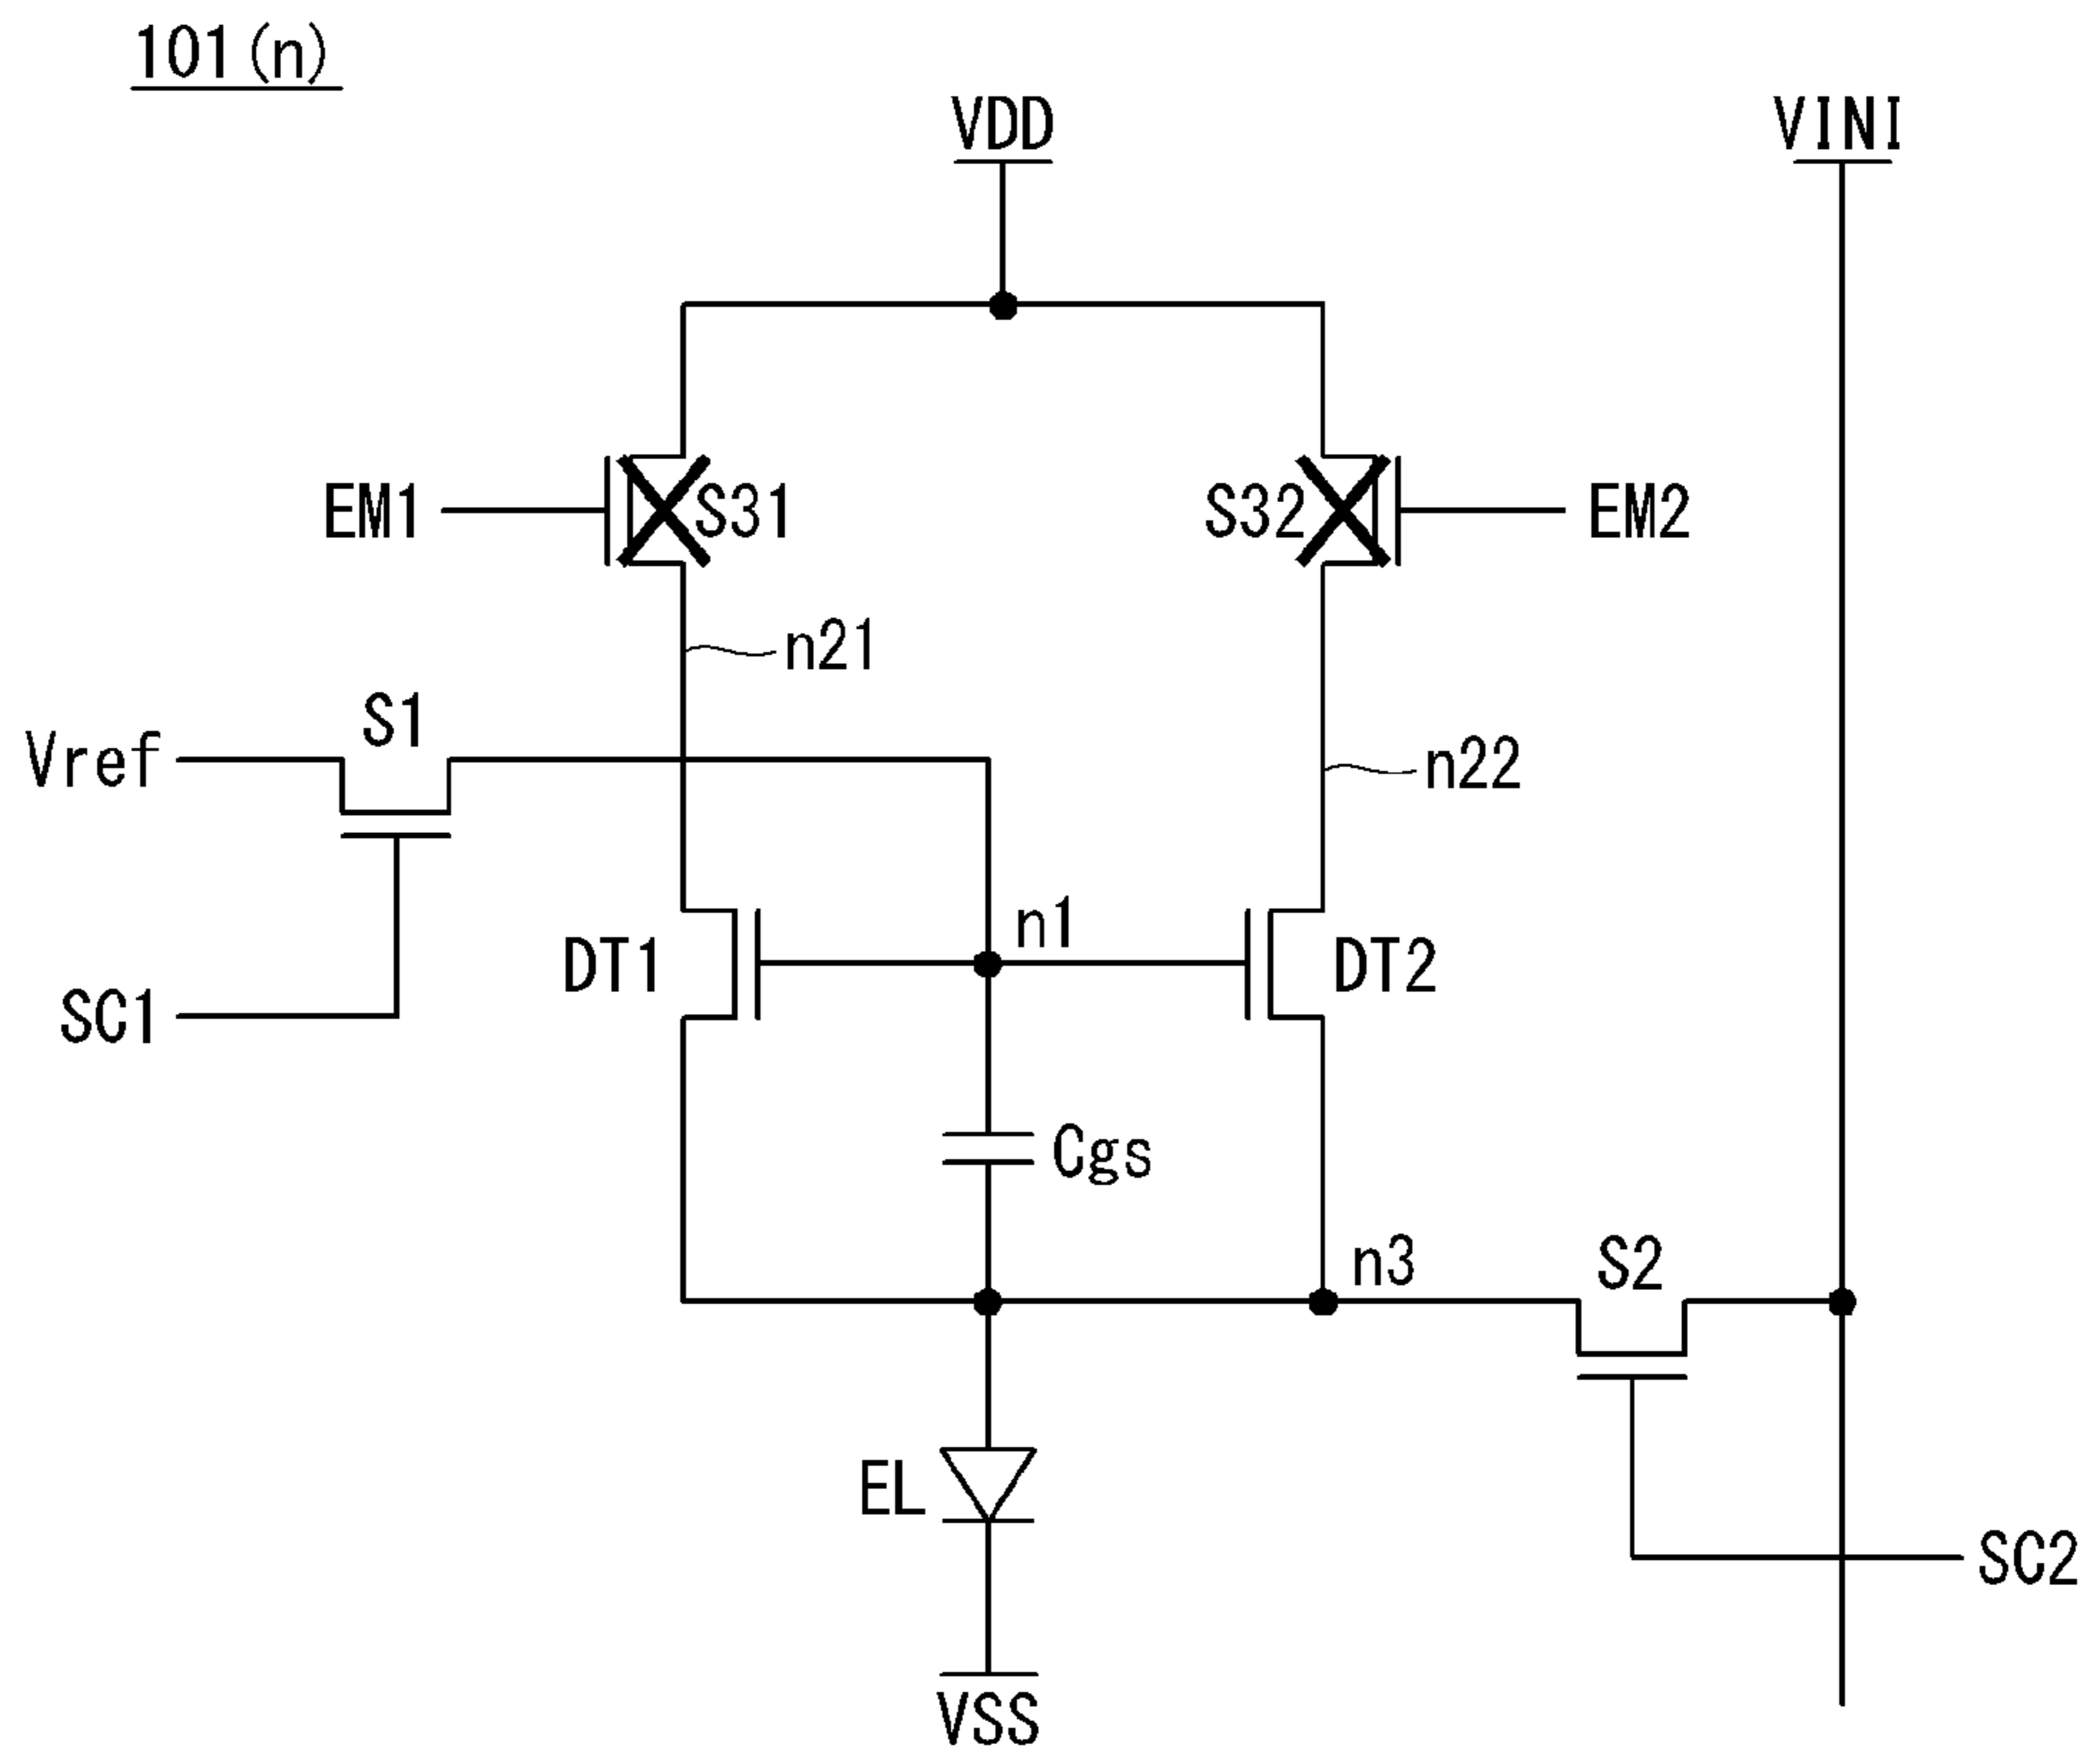 101(n)
VDD
VINI
EM1
S31
S32
EM2
n21
S1
Vref
n22
n1
DT1
DT2
SC1
Cgs
n3
S2
EL
SC2
VSS